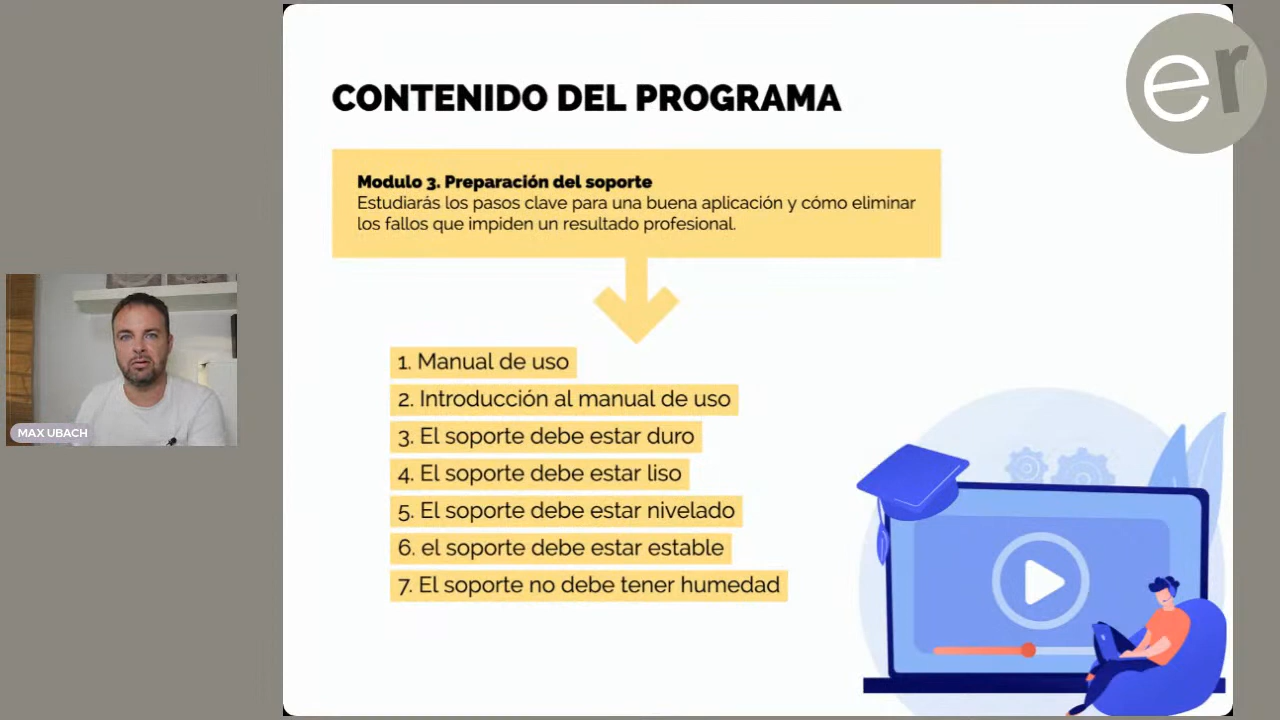 CONTENIDO DEL PROGRAMA
er
Modulo 3. Preparación del soporte
Estudiarás los pasos clave para una buena aplicación y cómo eliminar
los fallos que impiden un resultado profesional.
1. Manual de uso
2. Introducción al manual de uso
3. El soporte debe estar duro
4. El soporte debe estar liso
5. El soporte debe estar nivelado
6. el soporte debe estar estable
7. El soporte no debe tener humedad
MAX UBACH